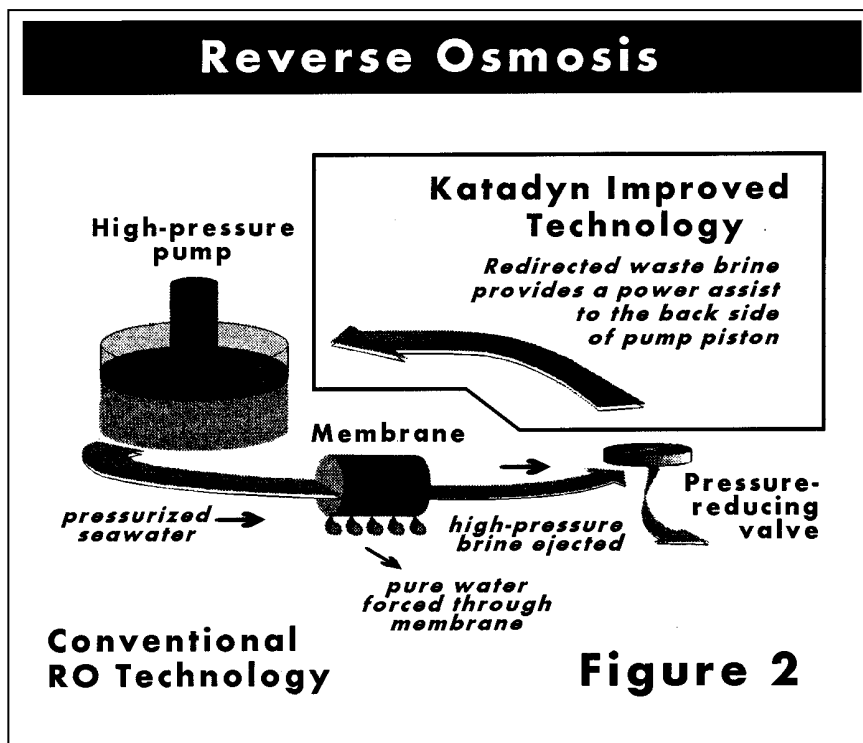 Reverse Osmosis
Katadyn Improved
Technology
Redirected waste brine
provides a power assist
to the back side
of pump piston
High-pressure
pump
Membrane
pressurized
seawater
high-pressure
brine ejected
Pressure-
reducing
valve
pure water
forced through
membrane
Conventional
RO Technology
Figure 2